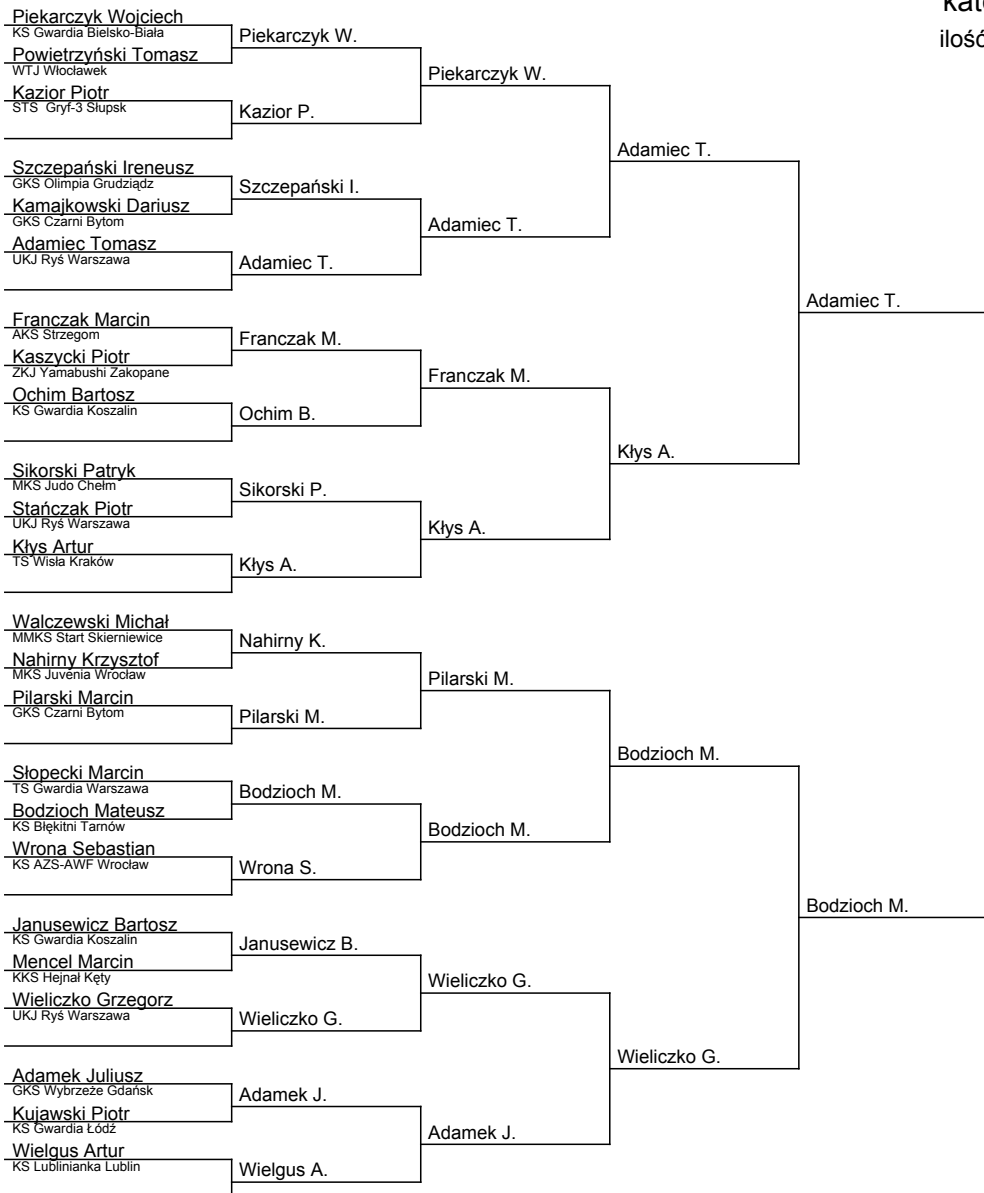 kate
ilość
Piekarczyk Wojciech
KS Gwardia Bielsko-Biała
Powietrzyński Tomasz
WTJ Włocławek
Kazior Piotr
STS Gryf-3 Słupsk
Szczepański Ireneusz
GKS Olimpia Grudziądz
Kamajkowski Dariusz
GKS Czarni Bytom
Adamiec Tomasz
UKJ Ryś Warszawa
Franczak Marcin
AKS Strzegom
Kaszycki Piotr
ZKJ Yamabushi Zakopane
Ochim Bartosz
KS Gwardia Koszalin
Sikorski Patryk
MKS Judo Chełm
Stańczak Piotr
UKJ Ryś Warszawa
Kłys Artur
TS Wisła Kraków
Walczewski Michał
MMKS Start Skierniewice
Nahirny Krzysztof
MKS Juvenia Wrocław
Pilarski Marcin
GKS Czarni Bytom
Słopecki Marcin
TS Gwardia Warszawa
Bodzioch Mateusz
KS Błękitni Tarnów
Wrona Sebastian
KS AZS-AWF Wrocław
Janusewicz Bartosz
KS Gwardia Koszalin
Mencel Marcin
KKS Hejnał Kęty
Wieliczko Grzegorz
UKJ Ryś Warszawa
Adamek Juliusz
GKS Wybrzeże Gdańsk
Kujawski Piotr
KS Gwardia Łódź
Wielgus Artur
KS Lublinianka Lublin
Piekarczyk W.
Kazior P.
Szczepański I.
Adamiec T.
Franczak M.
Ochim B.
Sikorski P.
Kłys A.
Nahirny K.
Pilarski M.
Bodzioch M.
Wrona S.
Janusewicz B.
Wieliczko G.
Adamek J.
Wielgus A.
Piekarczyk W.
Adamiec T.
Franczak M.
Kłys A.
Pilarski M.
Bodzioch M.
Wieliczko G.
Adamek J.
Adamiec T.
Kłys A.
Bodzioch M.
Wieliczko G.
Adamiec T.
Bodzioch M.